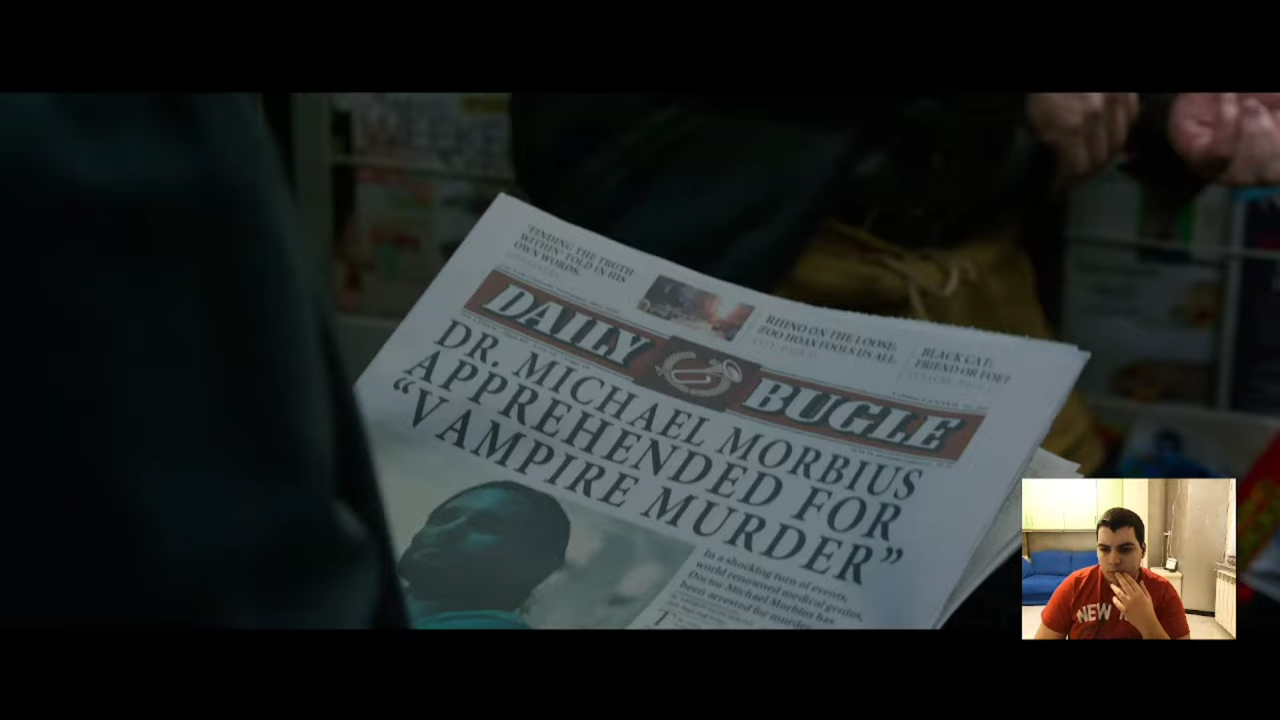 "FINDING THE TRUTH
WITHIN" TOLD IN HIS
OWN WORDS.
RHINO ON THE LOOSE:
ZOO HOAX FOOLS US ALL.
BLACK CAT:
FRIEND OR FOE?
DAILY BUGLE
DR. MICHAEL MORBIUS
APPREHENDED FOR
“VAMPIRE MURDER”
In a shocking turn of events,
world renowned medical genius,
Doctor Michael Morbius has
been arrested for murder
NEW